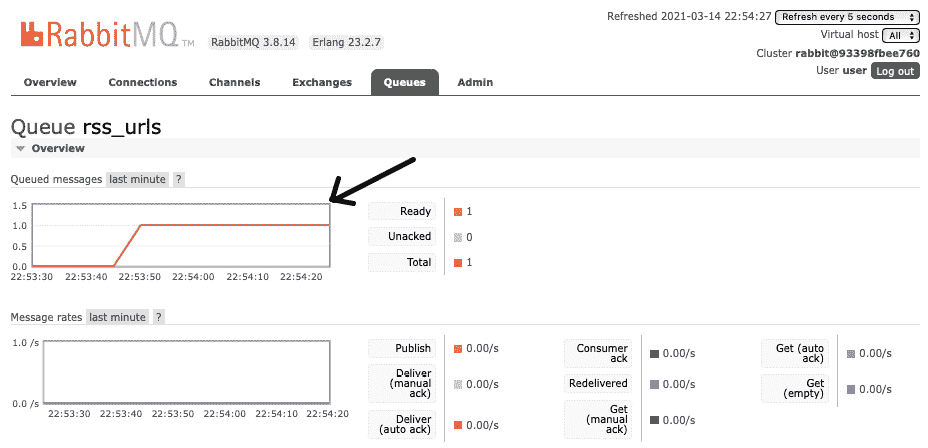 Refreshed 2021-03-14 22:54:27 Refresh every 5 seconds
RabbitMQ TM RabbitMQ 3.8.14 Erlang 23.2.7
Virtual host All
Cluster rabbit@93398fbee760
User user Log out
Overview Connections Channels Exchanges Queues Admin
Queue rss_urls
Overview
Queued messages last minute ?
1.5
1.0
0.5
0.0
22:53:30 22:53:40 22:53:50 22:54:00 22:54:10 22:54:20
Ready 1
Unacked 0
Total 1
Message rates last minute ?
1.0 /s
0.0 /s
22:53:30 22:53:40 22:53:50 22:54:00 22:54:10 22:54:20
Publish 0.00/s
Deliver
(manual
ack)
0.00/s
Deliver
(auto ack)
0.00/s
Consumer
ack
0.00/s
Redelivered 0.00/s
Get
(manual
ack)
0.00/s
Get (auto
ack)
0.00/s
Get
(empty)
0.00/s